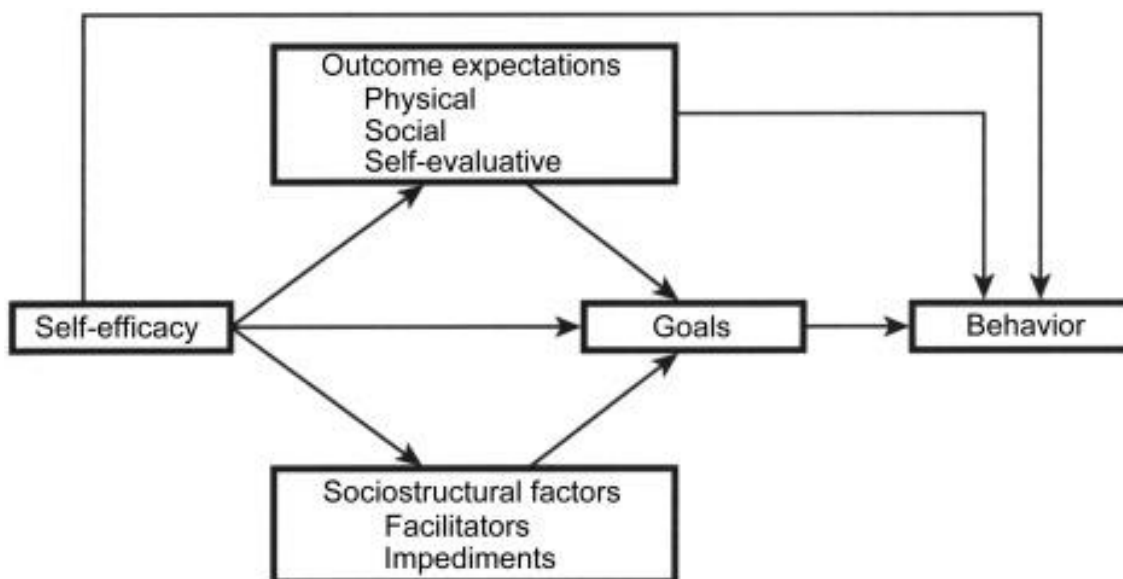 Outcome expectations
Physical
Social
Self-evaluative
Self-efficacy
Goals
Behavior
Sociostructural factors
Facilitators
Impediments